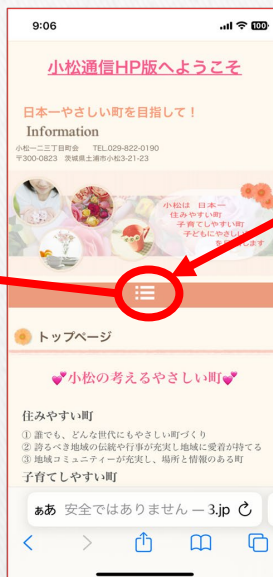 9:06
100
小松通信HP版へようこそ
日本一やさしい町を目指して！
Information
小松一二三丁目町会　TEL.029-822-0190
〒300-0823　茨城県土浦市小松3-21-23
小松は 日本一
住みやすい町
子育てしやすい町
子どもにやさしい
を
します
トップページ
💕小松の考えるやさしい町💕
住みやすい町
① 誰でも、どんな世代にもやさしい町づくり
② 誇るべき地域の伝統や行事が充実し地域に愛着が持てる
③ 地域コミュニティーが充実し、場所と情報のある町
子育てしやすい町
ぁあ 安全ではありません — 3.jp